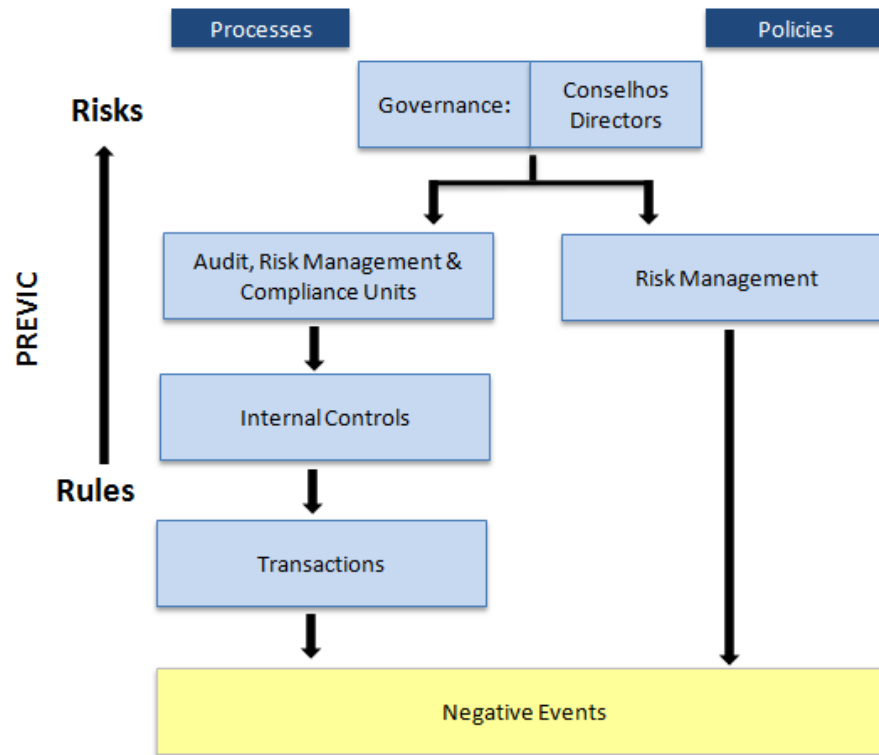 Processes
Policies
Governance:
Conselhos
Directors
Risks
Audit, Risk Management &
Compliance Units
Risk Management
PREVIC
Internal Controls
Rules
Transactions
Negative Events